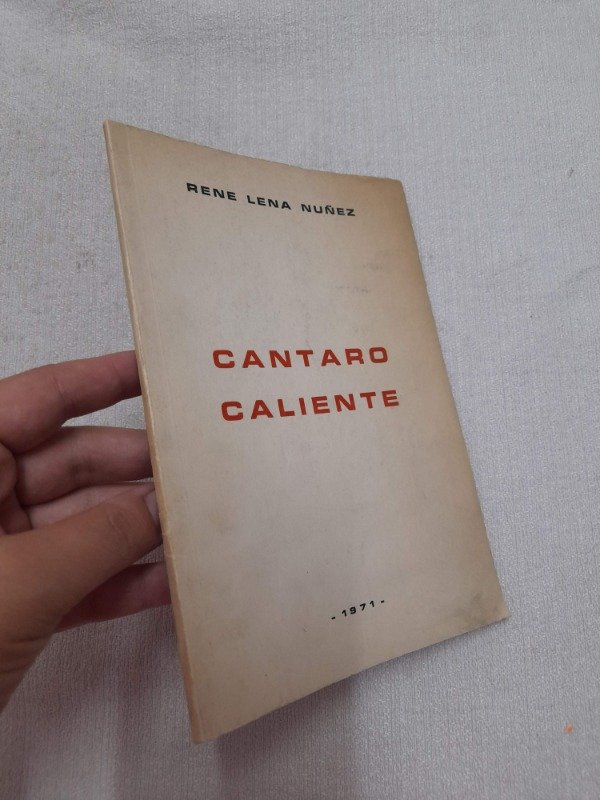 RENE LENA NUÑEZ
CANTARO
CALIENTE
- 1971 -